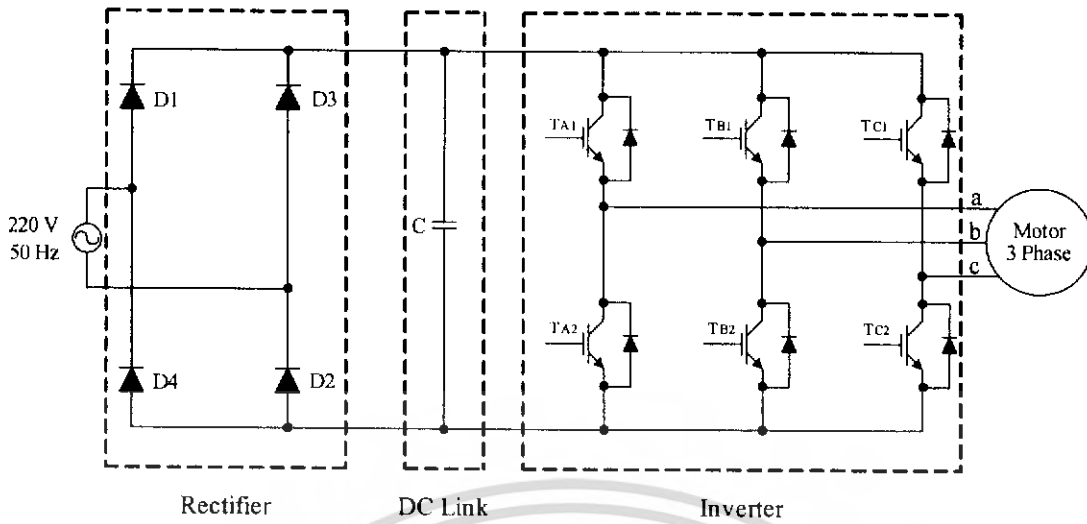 D1
D3
TA1
TB1
TC1
220 V
50 Hz
C
a
b
c
Motor
3 Phase
TA2
TB2
TC2
D4
D2
Rectifier
DC Link
Inverter